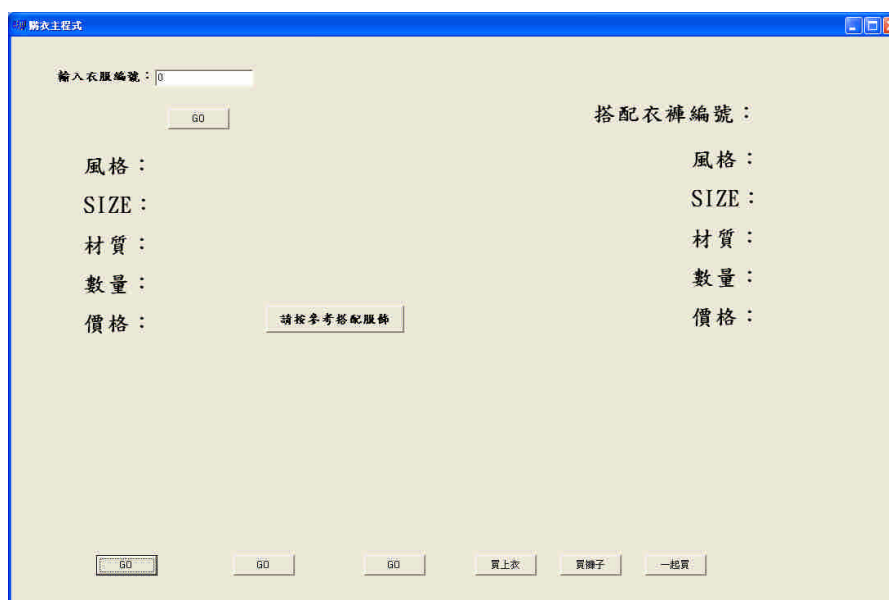 購衣主程式
輸入衣服編號：0
GO
搭配衣褲編號：
風格：
SIZE：
材質：
數量：
價格：
風格：
SIZE：
材質：
數量：
價格：
請按參考搭配服飾
GO
GO
GO
買上衣
買褲子
一起買